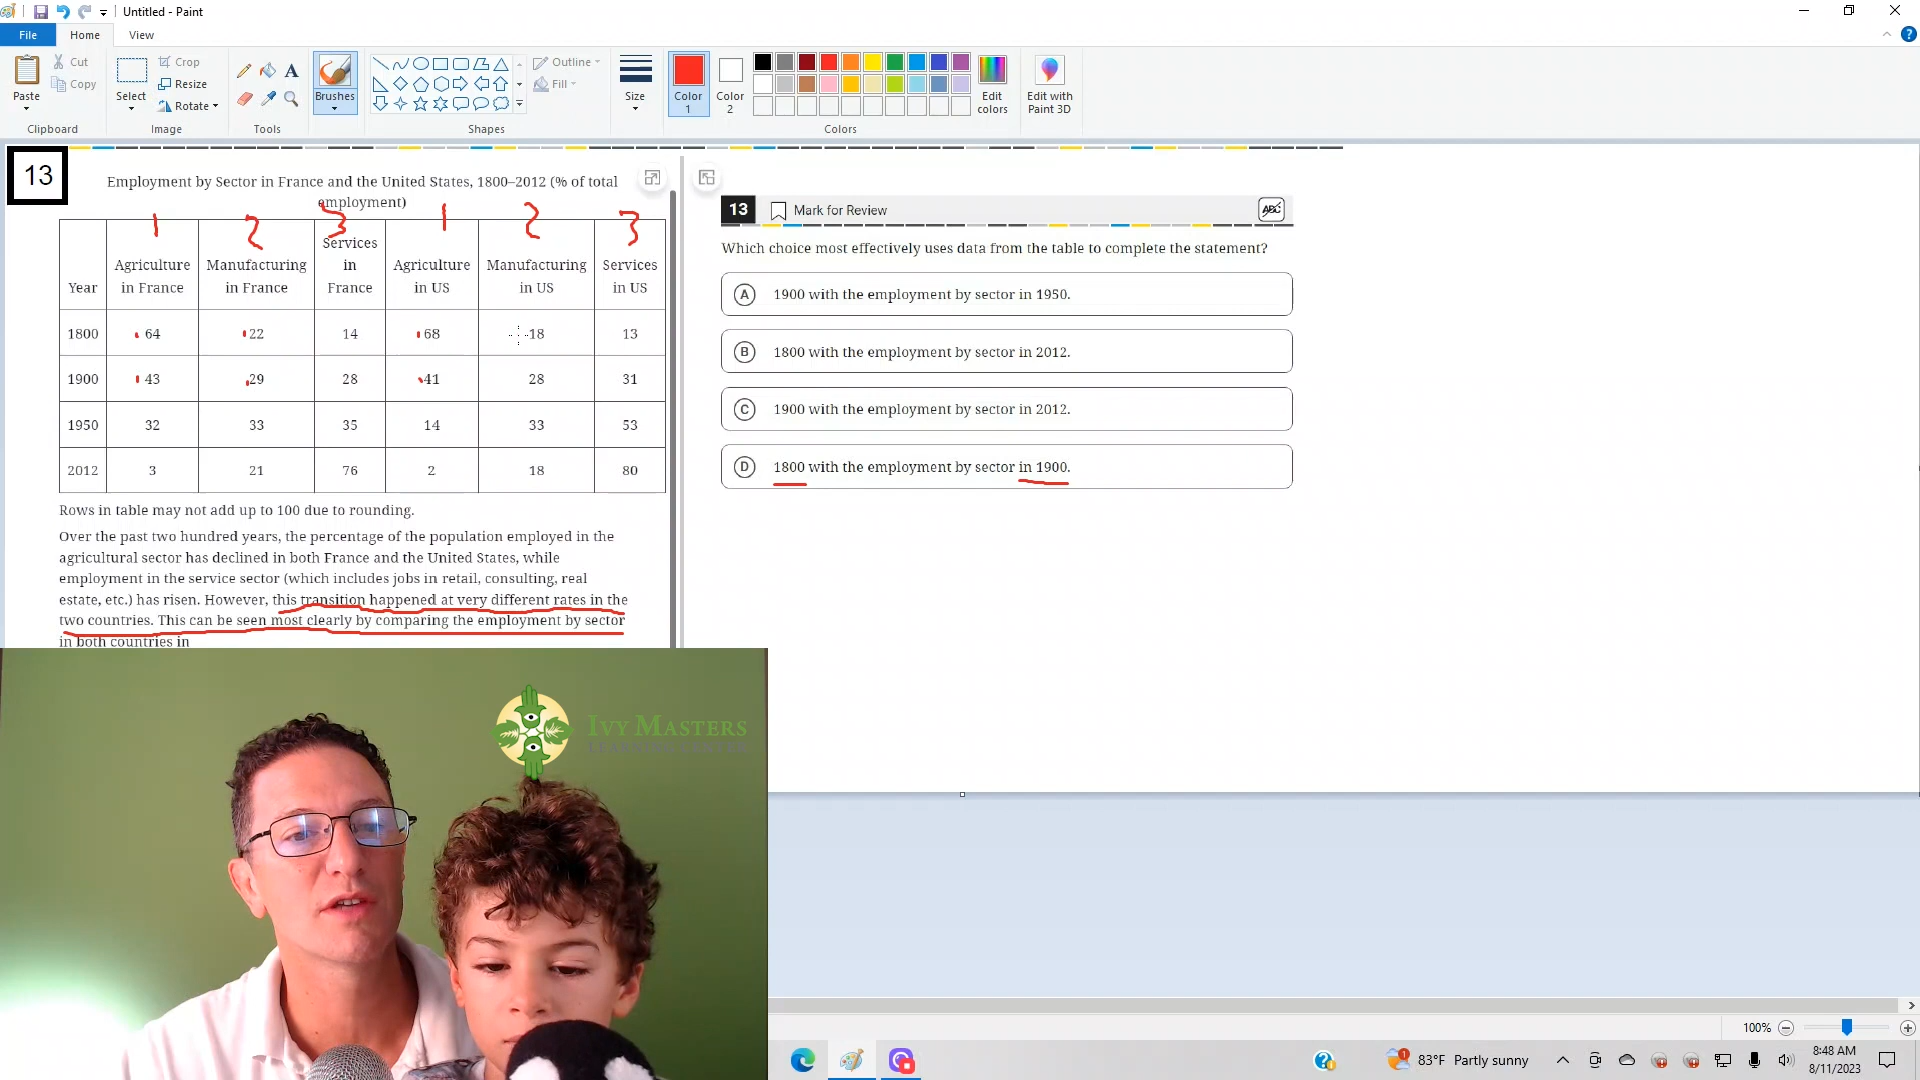 Untitled - Paint
File Home View
Paste
Cut
Copy
Clipboard
Select
Crop
Resize
Rotate
Image
Tools
Brushes
Shapes
Outline
Fill
Size
Color 1
Color 2
Edit colors
Colors
Edit with Paint 3D
13
Employment by Sector in France and the United States, 1800–2012 (% of total
employment)
1 2 3 1 2 3
Year Agriculture in France Manufacturing in France Services in France Agriculture in US Manufacturing in US Services in US
1800 64 22 14 68 18 13
1900 43 29 28 41 28 31
1950 32 33 35 14 33 53
2012 3 21 76 2 18 80
Rows in table may not add up to 100 due to rounding.
Over the past two hundred years, the percentage of the population employed in the
agricultural sector has declined in both France and the United States, while
employment in the service sector (which includes jobs in retail, consulting, real
estate, etc.) has risen. However, this transition happened at very different rates in the
two countries. This can be seen most clearly by comparing the employment by sector
in both countries in
13 Mark for Review ABC
Which choice most effectively uses data from the table to complete the statement?
A 1900 with the employment by sector in 1950.
B 1800 with the employment by sector in 2012.
C 1900 with the employment by sector in 2012.
D 1800 with the employment by sector in 1900.
IVY MASTERS
100%
83°F Partly sunny
8:48 AM
8/11/2023